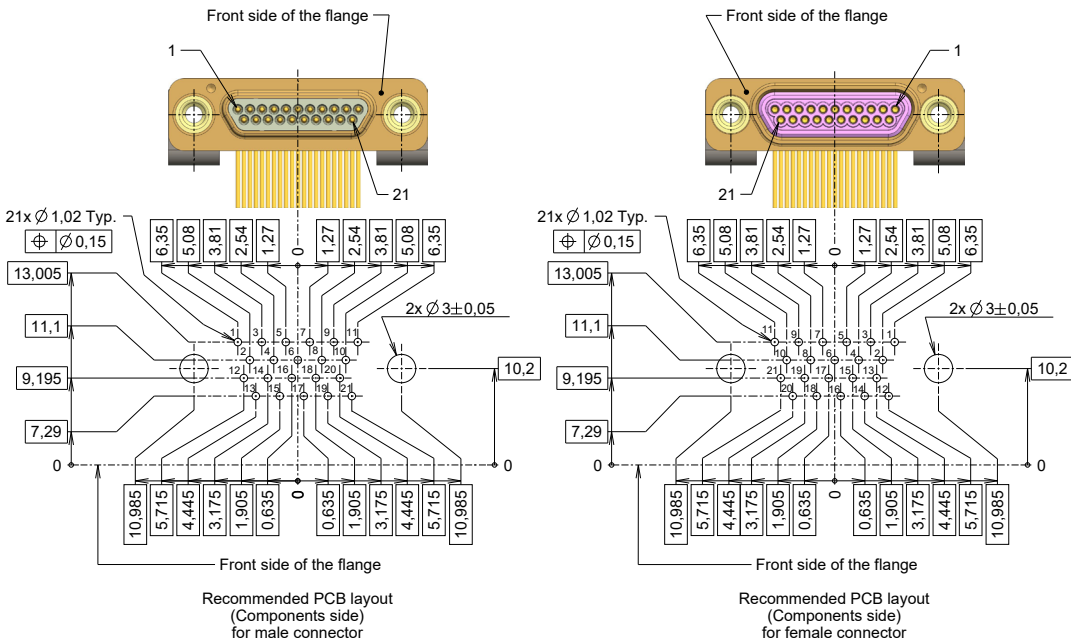 Front side of the flange
1
21
21x Ø 1,02 Typ.
⌖ Ø 0,15
6,35 5,08 3,81 2,54 1,27 0 1,27 2,54 3,81 5,08 6,35
13,005
2x Ø 3±0,05
11,1
1 3 5 7 9 11
2 4 6 8 10
10,2
9,195
12 14 16 18 20
13 15 17 19 21
7,29
0 0
10,985 5,715 4,445 3,175 1,905 0,635 0 0,635 1,905 3,175 4,445 5,715 10,985
Front side of the flange
Recommended PCB layout
(Components side)
for male connector
Front side of the flange
1
21
21x Ø 1,02 Typ.
⌖ Ø 0,15
6,35 5,08 3,81 2,54 1,27 0 1,27 2,54 3,81 5,08 6,35
13,005
2x Ø 3±0,05
11,1
11 9 7 5 3 1
10 8 6 4 2
10,2
9,195
21 19 17 15 13
20 18 16 14 12
7,29
0 0
10,985 5,715 4,445 3,175 1,905 0,635 0 0,635 1,905 3,175 4,445 5,715 10,985
Front side of the flange
Recommended PCB layout
(Components side)
for female connector